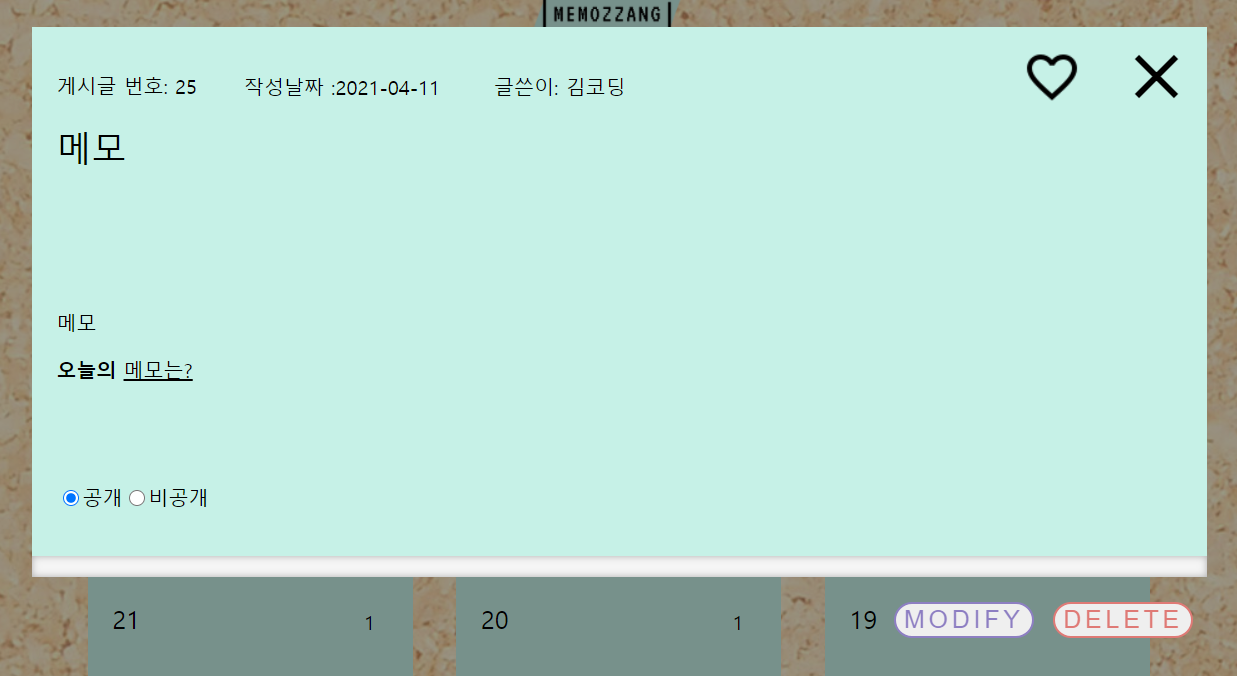 MEMOZZANG
게시글 번호: 25 작성날짜 :2021-04-11 글쓴이: 김코딩
메모
메모
오늘의 메모는?
공개 비공개
21 1 20 1 19 MODIFY DELETE